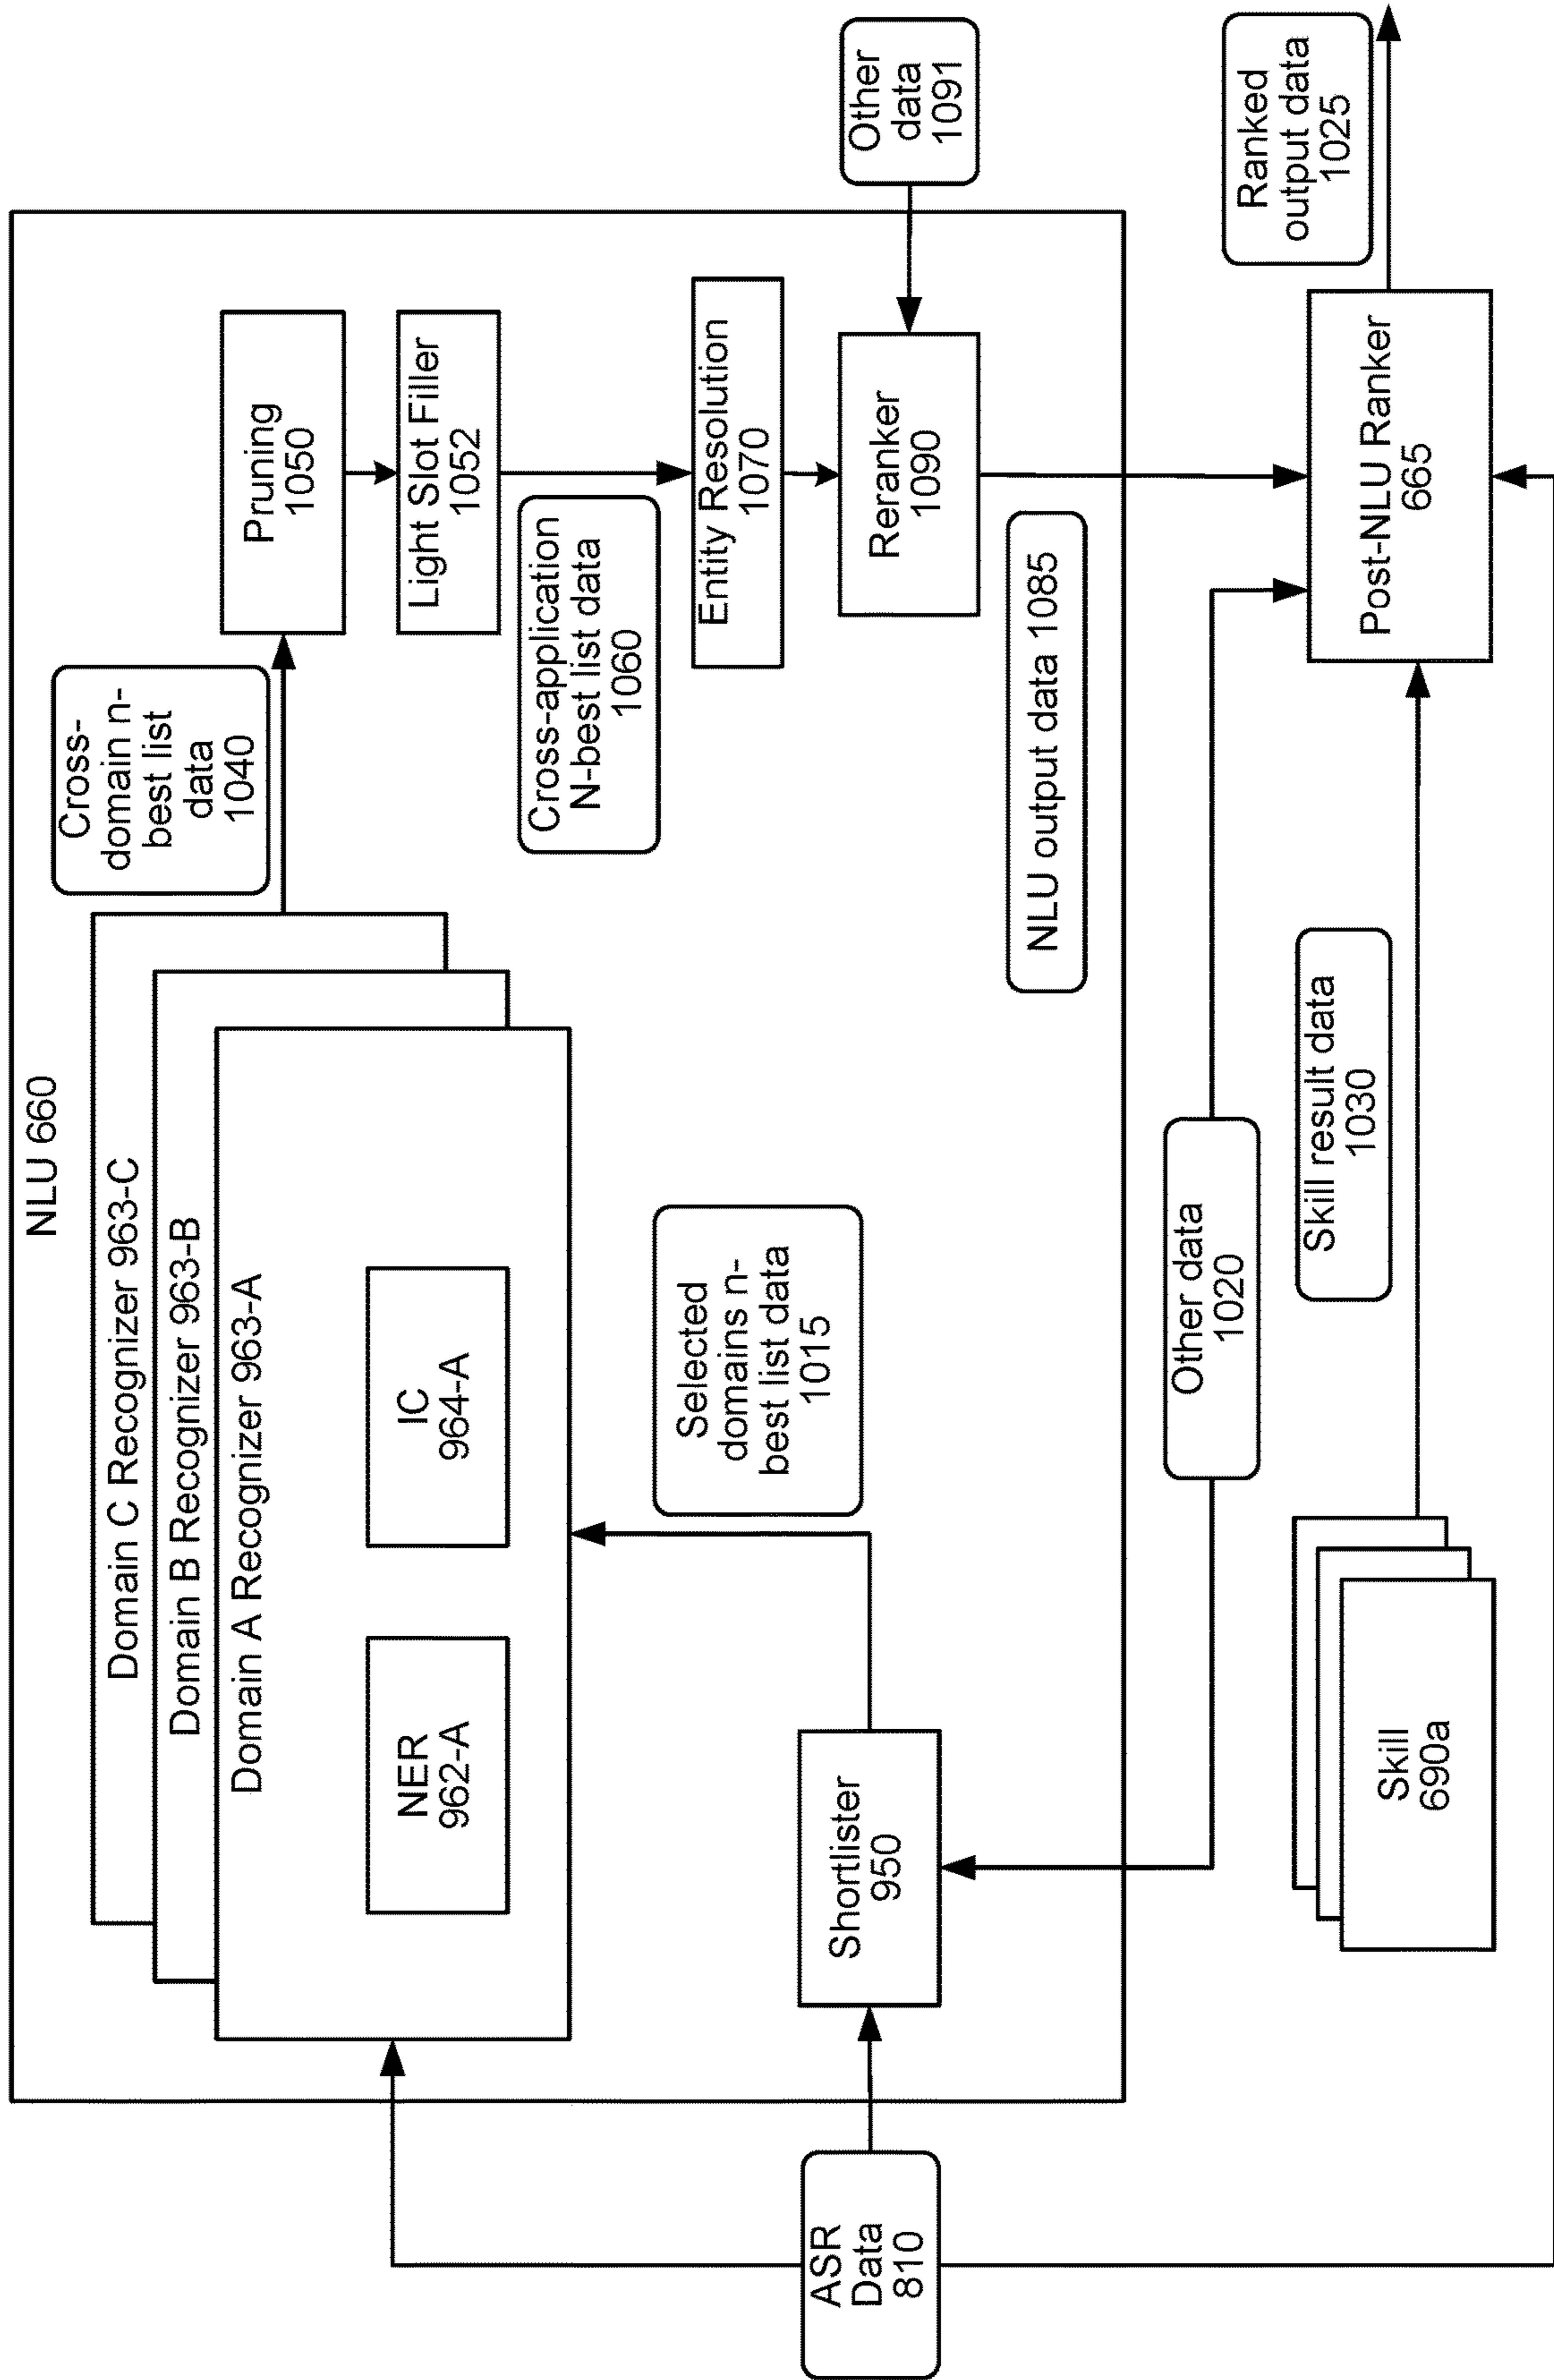 NLU 660
Domain C Recognizer 963-C
Domain B Recognizer 963-B
Domain A Recognizer 963-A
NER
962-A
IC
964-A
Cross-
domain n-
best list
data
1040
Pruning
1050
Light Slot Filler
1052
Cross-application
N-best list data
1060
Entity Resolution
1070
Reranker
1090
Other
data
1091
ASR
Data
810
Shortlister
950
Selected
domains n-
best list data
1015
NLU output data 1085
Other data
1020
Skill
690a
Skill result data
1030
Post-NLU Ranker
665
Ranked
output data
1025